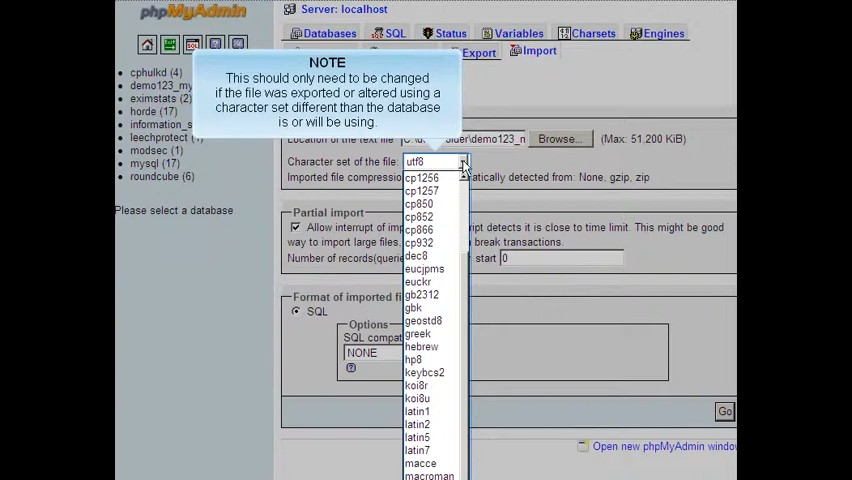 phpMyAdmin
Server: localhost
Databases SQL Status Variables Charsets Engines
Export Import
NOTE
This should only need to be changed
if the file was exported or altered using a
character set different than the database
is or will be using.
cphulkd (4)
demo123_my
eximstats (2)
horde (17)
information_s
leechprotect
modsec (1)
mysql (17)
roundcube (6)
Please select a database
Location of the text file
Browse... (Max: 51,200 KiB)
Character set of the file: utf8
Imported file compress
atically detected from: None, gzip, zip
cp1256
cp1257
cp850
cp852
cp866
cp932
dec8
eucjpms
euckr
gb2312
gbk
geostd8
greek
hebrew
hp8
keybcs2
koi8r
koi8u
latin1
latin2
latin5
latin7
macce
macroman
Partial import
Allow interrupt of im
ript detects it is close to time limit. This might be good
way to import large files.
break transactions.
Number of records(queri
start 0
Format of imported fi
SQL
Options
SQL compat
NONE
Go
Open new phpMyAdmin window